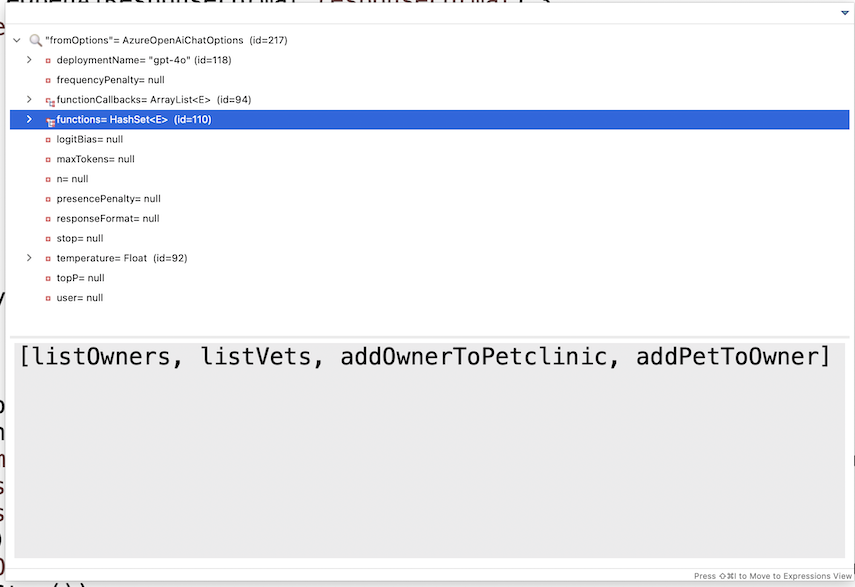 "fromOptions"= AzureOpenAiChatOptions (id=217)
deploymentName= "gpt-4o" (id=118)
frequencyPenalty= null
functionCallbacks= ArrayList<E> (id=94)
functions= HashSet<E> (id=110)
logitBias= null
maxTokens= null
n= null
presencePenalty= null
responseFormat= null
stop= null
temperature= Float (id=92)
topP= null
user= null
[listOwners, listVets, addOwnerToPetclinic, addPetToOwner]
Press ⇧⌘I to Move to Expressions View